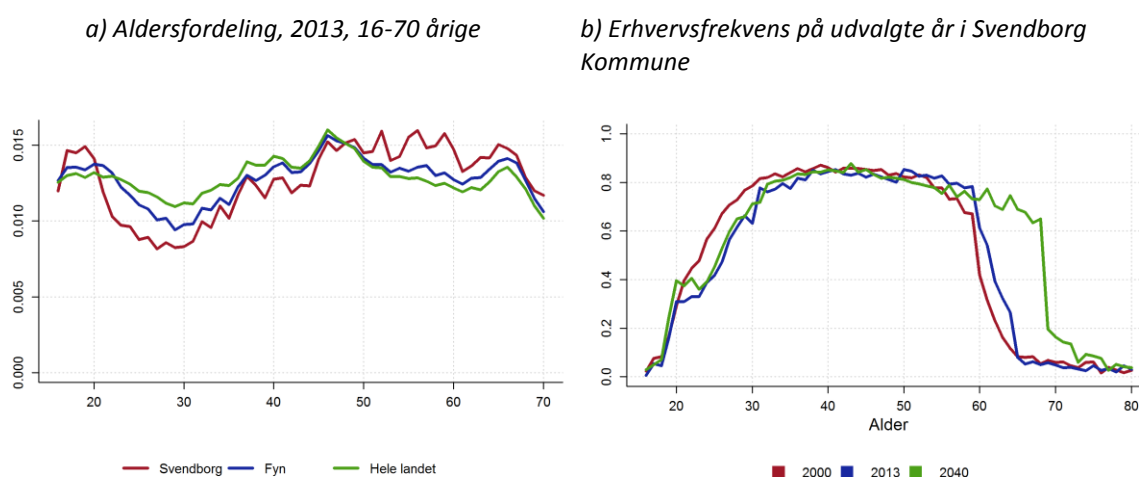 a) Aldersfordeling, 2013, 16-70 årige
b) Erhvervsfrekvens på udvalgte år i Svendborg
Kommune
0.015
0.010
0.005
0.000
20 30 40 50 60 70
Svendborg Fyn Hele landet
1.0
0.8
0.6
0.4
0.2
0.0
20 30 40 50 60 70 80
Alder
2000 2013 2040